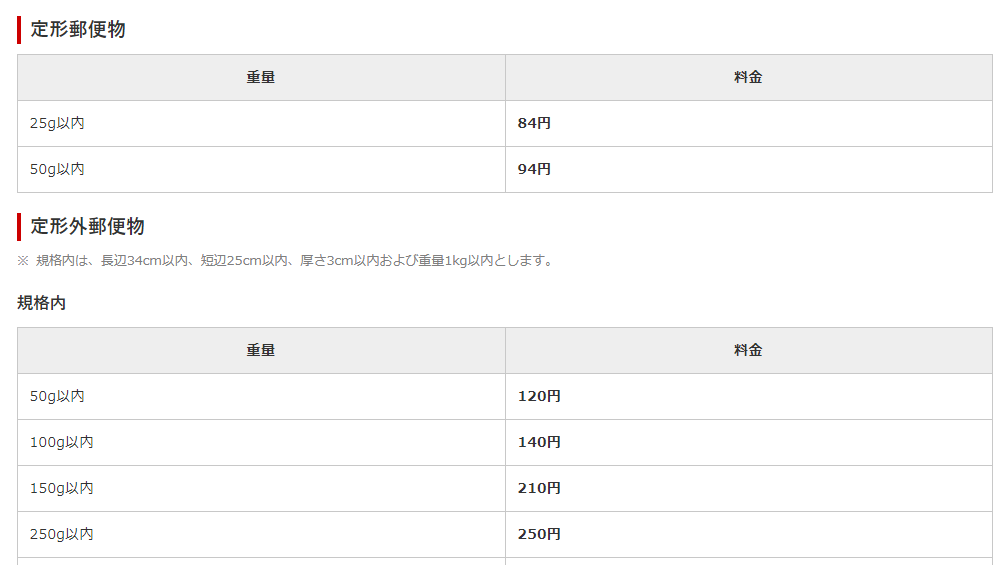 定形郵便物
重量 料金
25g以内 84円
50g以内 94円
定形外郵便物
※ 規格内は、長辺34cm以内、短辺25cm以内、厚さ3cm以内および重量1kg以内とします。
規格内
重量 料金
50g以内 120円
100g以内 140円
150g以内 210円
250g以内 250円